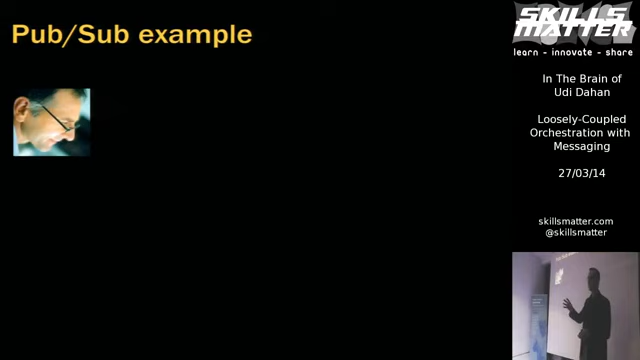 Pub/Sub example
SKILLS
MATTER
learn - innovate - share
In The Brain of
Udi Dahan
Loosely-Coupled
Orchestration with
Messaging
27/03/14
skillsmatter.com
@skillsmatter